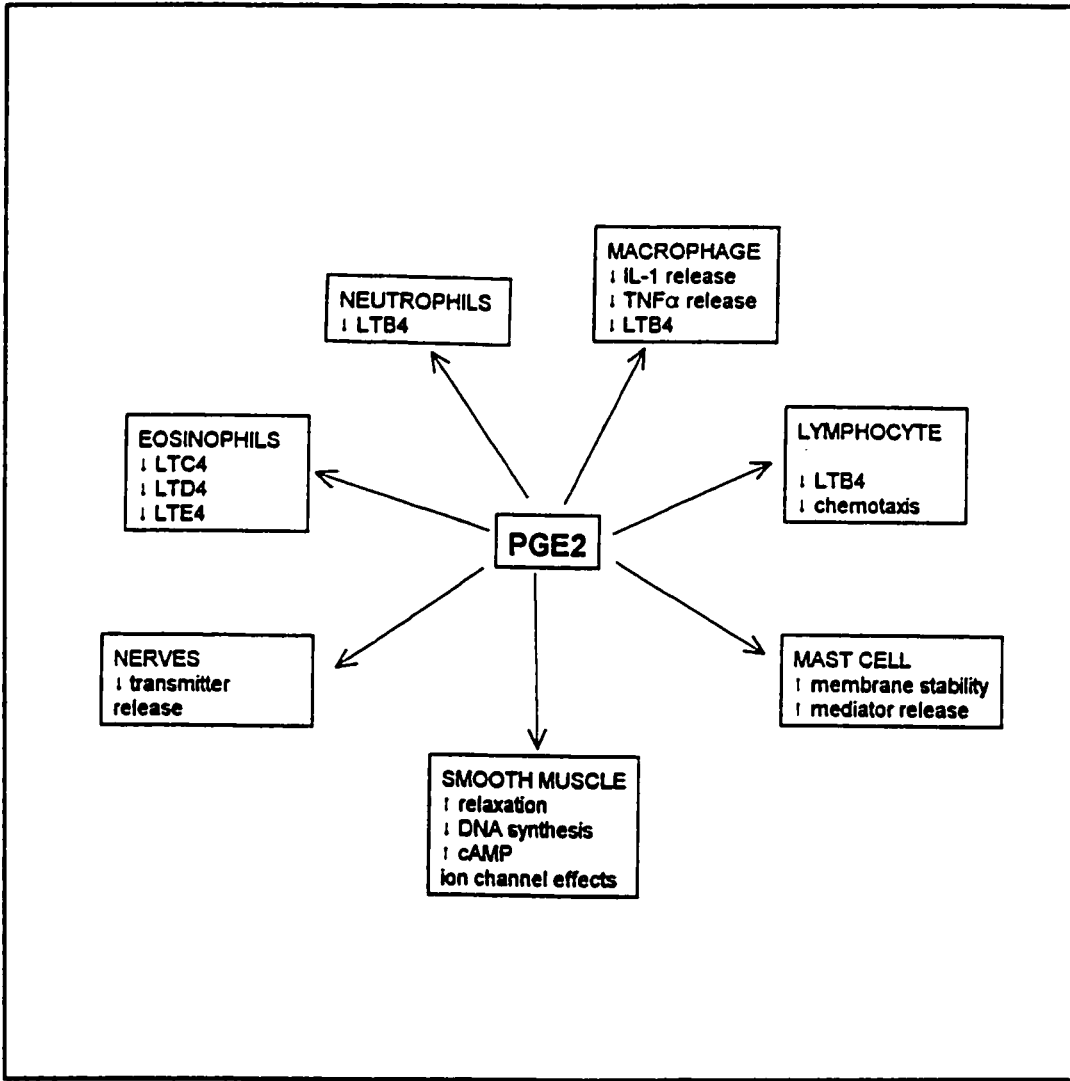 MACROPHAGE
↓ IL-1 release
↓ TNFα release
↓ LTB4
NEUTROPHILS
↓ LTB4
EOSINOPHILS
↓ LTC4
↓ LTD4
↓ LTE4
LYMPHOCYTE
↓ LTB4
↓ chemotaxis
PGE2
NERVES
↓ transmitter
release
MAST CELL
↑ membrane stability
↑ mediator release
SMOOTH MUSCLE
↑ relaxation
↓ DNA synthesis
↑ cAMP
ion channel effects